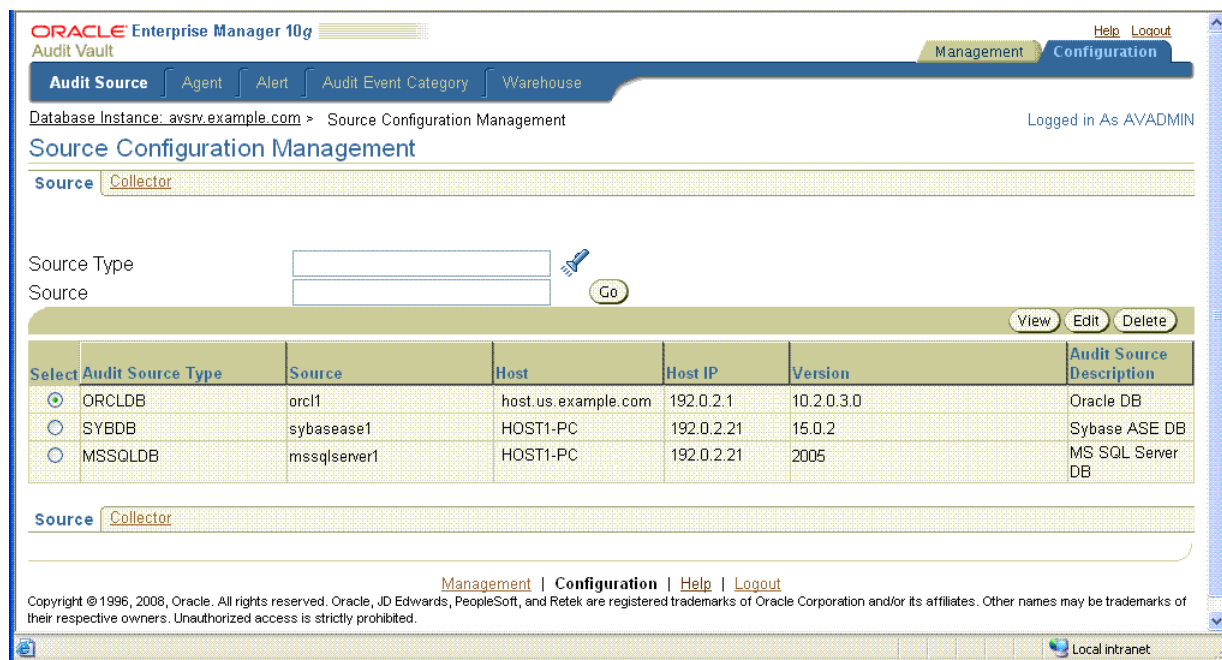 ORACLE Enterprise Manager 10g
Audit Vault
Help Logout
Management Configuration
Audit Source Agent Alert Audit Event Category Warehouse
Database Instance: avsrv.example.com > Source Configuration Management
Logged in As AVADMIN
Source Configuration Management
Source Collector
Source Type
Source Go
View Edit Delete
Select Audit Source Type Source Host Host IP Version Audit Source Description
ORCLDB orcl1 host.us.example.com 192.0.2.1 10.2.0.3.0 Oracle DB
SYBDB sybasease1 HOST1-PC 192.0.2.21 15.0.2 Sybase ASE DB
MSSQLDB mssqlserver1 HOST1-PC 192.0.2.21 2005 MS SQL Server DB
Source Collector
Management | Configuration | Help | Logout
Copyright © 1996, 2008, Oracle. All rights reserved. Oracle, JD Edwards, PeopleSoft, and Retek are registered trademarks of Oracle Corporation and/or its affiliates. Other names may be trademarks of
their respective owners. Unauthorized access is strictly prohibited.
Local intranet